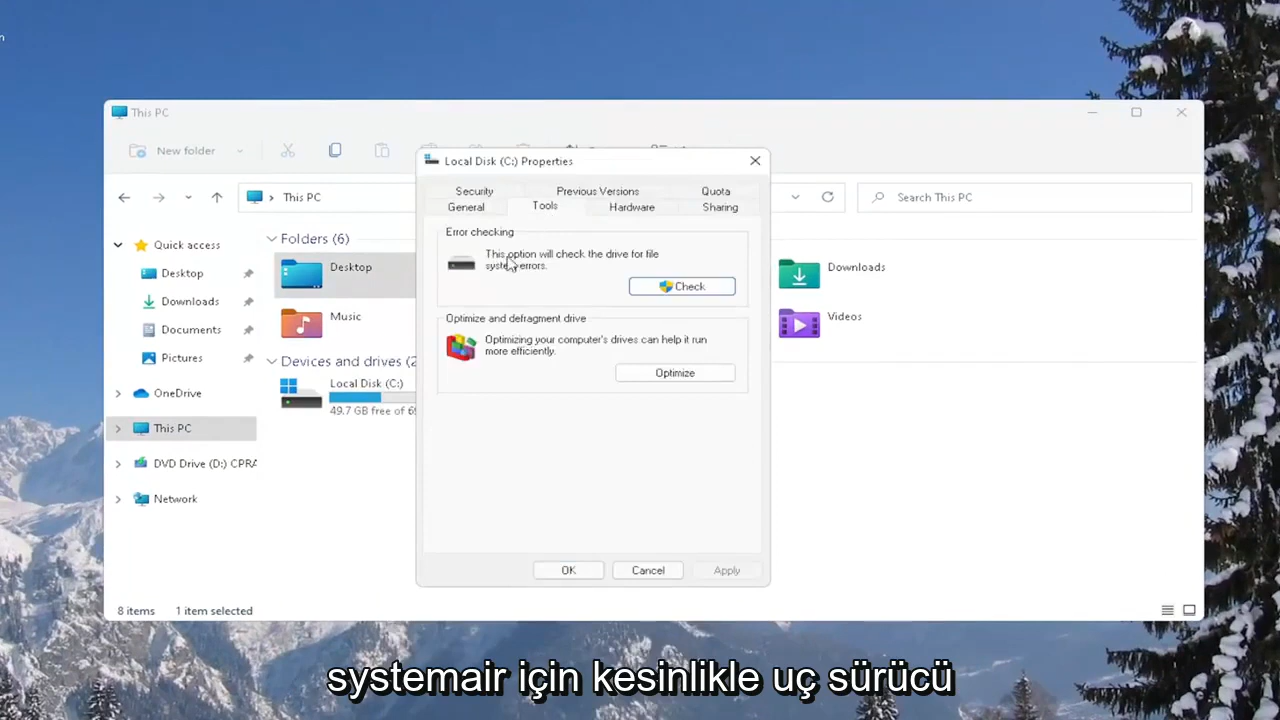 n
This PC
New folder
Local Disk (C:) Properties
Security
Previous Versions
Quota
General
Tools
Hardware
Sharing
This PC
Search This PC
Quick access
Desktop
Downloads
Documents
Pictures
OneDrive
This PC
DVD Drive (D:) CPRA
Network
Folders (6)
Desktop
Music
Downloads
Videos
Devices and drives (2
Local Disk (C:)
49.7 GB free of 69
Error checking
This option will check the drive for file
system errors.
Check
Optimize and defragment drive
Optimizing your computer's drives can help it run
more efficiently.
Optimize
OK
Cancel
Apply
8 items
1 item selected
systemair için kesinlikle uç sürücü